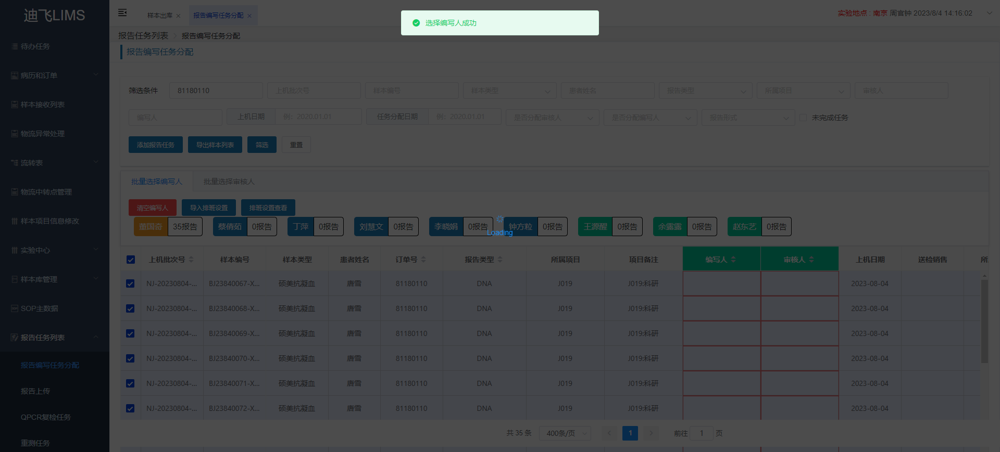 迪飞LIMS
待办任务
病历和订单
样本接收列表
物流异常处理
流转表
物流中转点管理
样本项目信息修改
实验中心
样本库管理
SOP主数据
报告任务列表
报告编写任务分配
报告上传
QPCR复检任务
重测任务
样本出库 × 报告编写任务分配 ×
选择编写人成功
实验地点 : 南京 周官钟 2023/8/4 14:16:02
报告任务列表 > 报告编写任务分配
报告编写任务分配
筛选条件 81180110 上机批次号 样本编号 样本类型 患者姓名 报告类型 所属项目 审核人
编写人 上机日期 例：2020.01.01 任务分配日期 例：2020.01.01 是否分配审核人 是否分配编写人 报告形式 未完成任务
添加报告任务 导出样本列表 筛选 重置
批量选择编写人 批量选择审核人
清空编写人 导入排班设置 排班设置查看
董国奇 35报告 蔡倩茹 0报告 丁萍 0报告 刘慧文 0报告 李晓娟 0报告 钟方粒 0报告 王源醒 0报告 余露露 0报告 赵东艺 0报告
Loading
上机批次号 样本编号 样本类型 患者姓名 订单号 报告类型 所属项目 项目备注 编写人 审核人 上机日期 送检销售
NJ-20230804-... BJ23840067-X... 硕美抗凝血 唐雪 81180110 DNA J019 J019;科研 2023-08-04
NJ-20230804-... BJ23840068-X... 硕美抗凝血 唐雪 81180110 DNA J019 J019;科研 2023-08-04
NJ-20230804-... BJ23840069-X... 硕美抗凝血 唐雪 81180110 DNA J019 J019;科研 2023-08-04
NJ-20230804-... BJ23840070-X... 硕美抗凝血 唐雪 81180110 DNA J019 J019;科研 2023-08-04
NJ-20230804-... BJ23840071-X... 硕美抗凝血 唐雪 81180110 DNA J019 J019;科研 2023-08-04
NJ-20230804-... BJ23840072-X... 硕美抗凝血 唐雪 81180110 DNA J019 J019;科研 2023-08-04
共 35 条 400条/页 < 1 > 前往 1 页